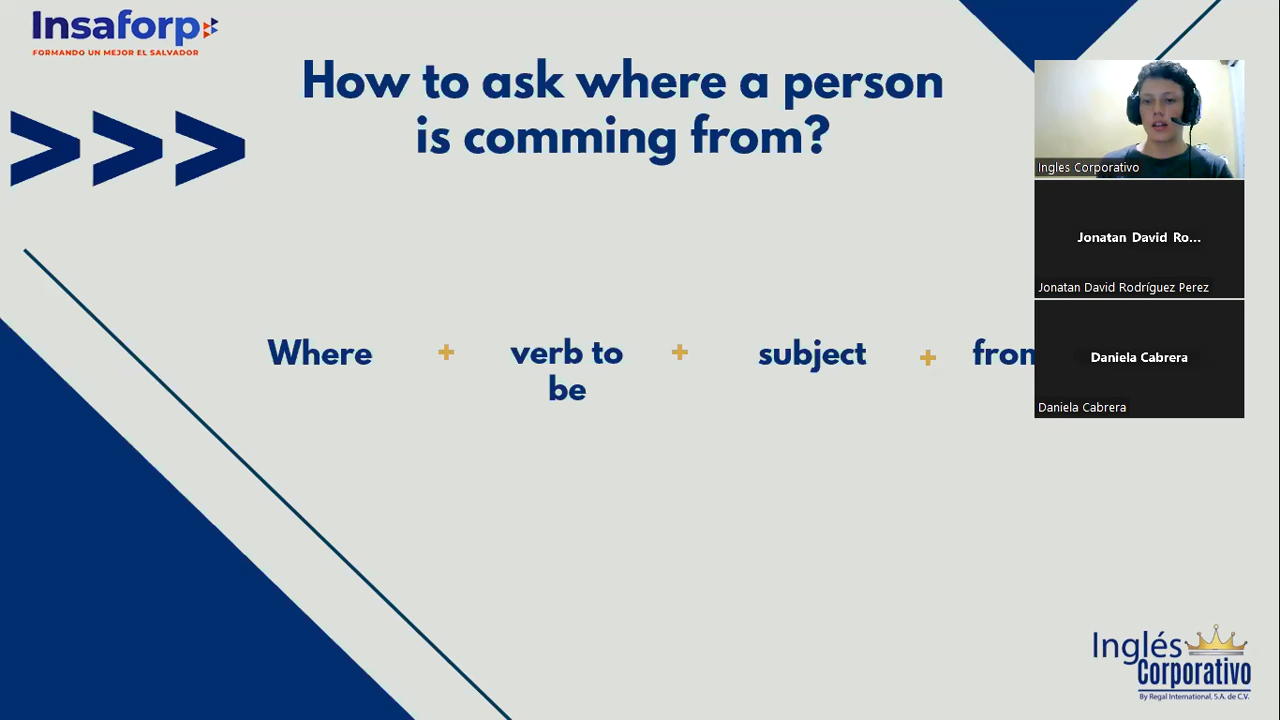 Insaforp
FORMANDO UN MEJOR EL SALVADOR
How to ask where a person
is comming from?
>>>
Where + verb to be + subject + fron
Ingles Corporativo
Jonatan David Ro...
Jonatan David Rodríguez Perez
Daniela Cabrera
Daniela Cabrera
Inglés
Corporativo
By Regal International, S.A. de C.V.